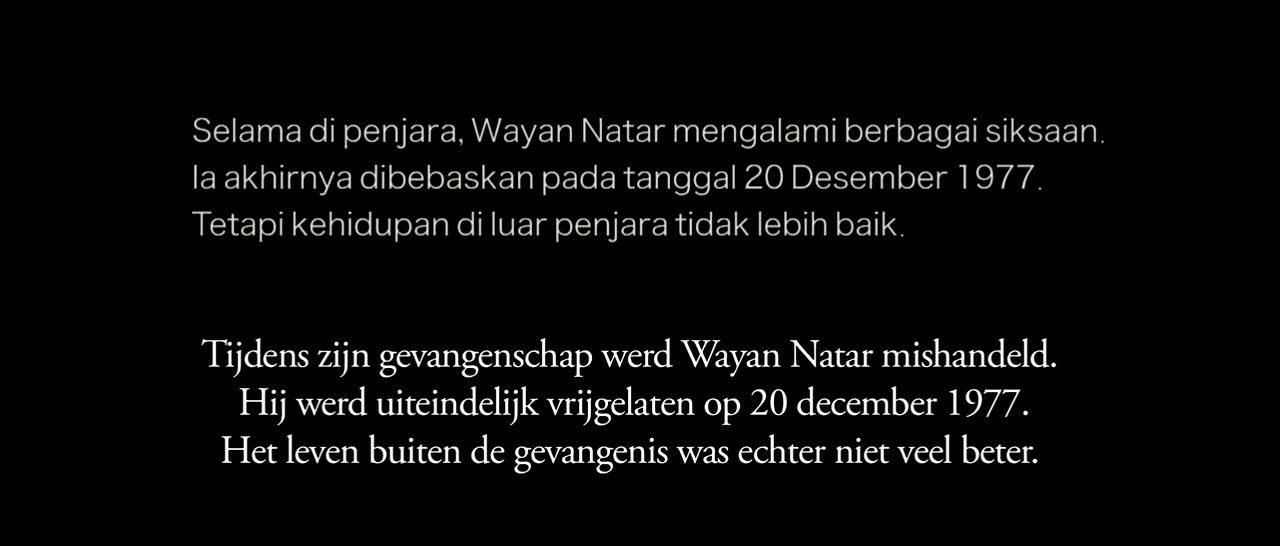 Selama di penjara, Wayan Natar mengalami berbagai siksaan.
Ia akhirnya dibebaskan pada tanggal 20 Desember 1977.
Tetapi kehidupan di luar penjara tidak lebih baik.
Tijdens zijn gevangenschap werd Wayan Natar mishandeld.
Hij werd uiteindelijk vrijgelaten op 20 december 1977.
Het leven buiten de gevangenis was echter niet veel beter.